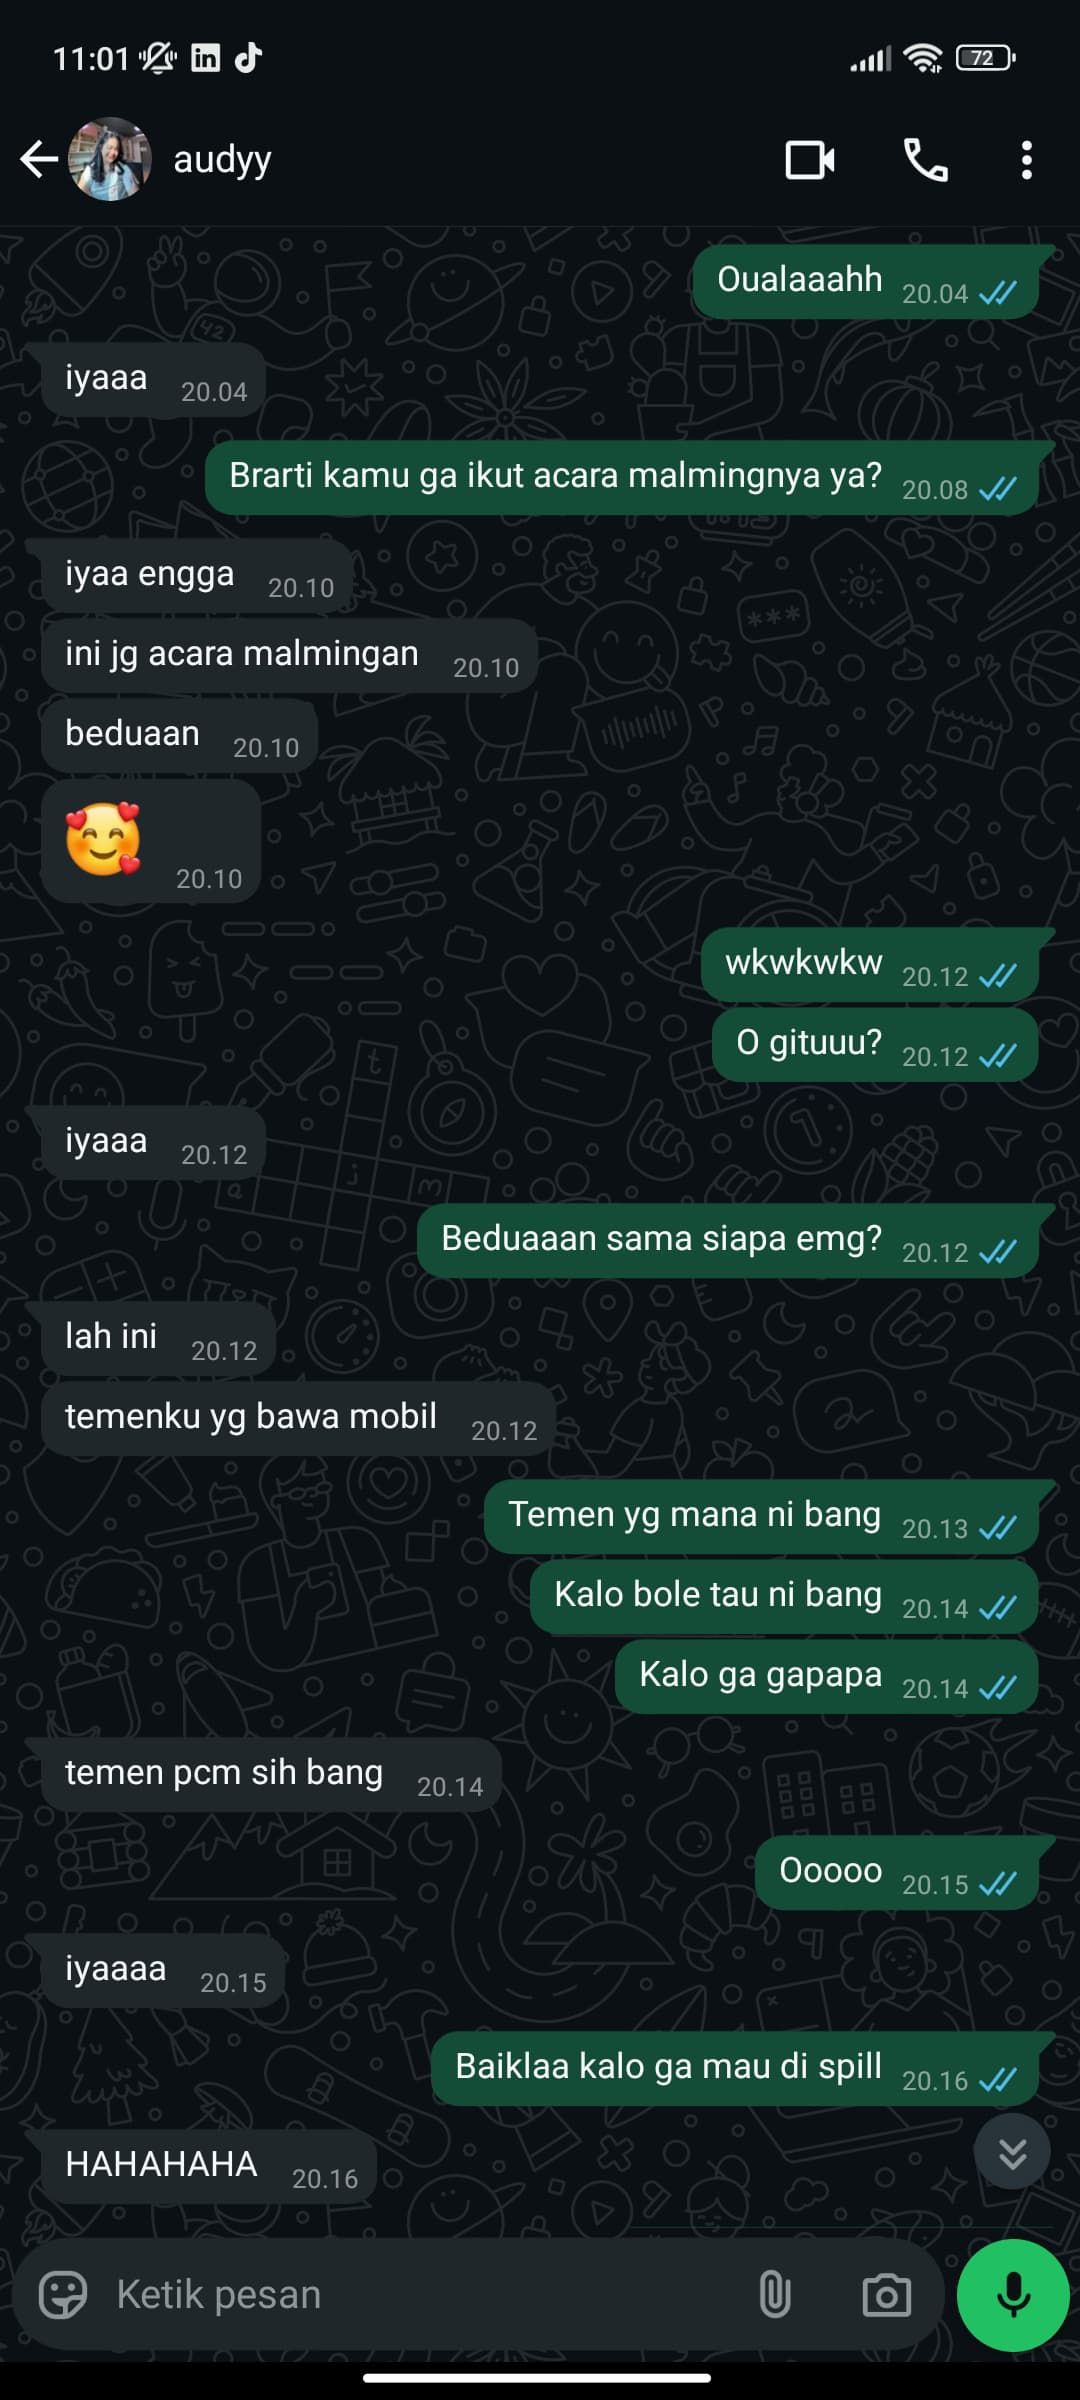 11:01
72
audyy
Oualaaahh 20.04
iyaaa 20.04
Brarti kamu ga ikut acara malmingnya ya? 20.08
iyaa engga 20.10
ini jg acara malmingan 20.10
beduaan 20.10
🥰 20.10
wkwkwkw 20.12
O gituuu? 20.12
iyaaa 20.12
Beduaaan sama siapa emg? 20.12
lah ini 20.12
temenku yg bawa mobil 20.12
Temen yg mana ni bang 20.13
Kalo bole tau ni bang 20.14
Kalo ga gapapa 20.14
temen pcm sih bang 20.14
Ooooo 20.15
iyaaaa 20.15
Baiklaa kalo ga mau di spill 20.16
HAHAHAHA 20.16
Ketik pesan